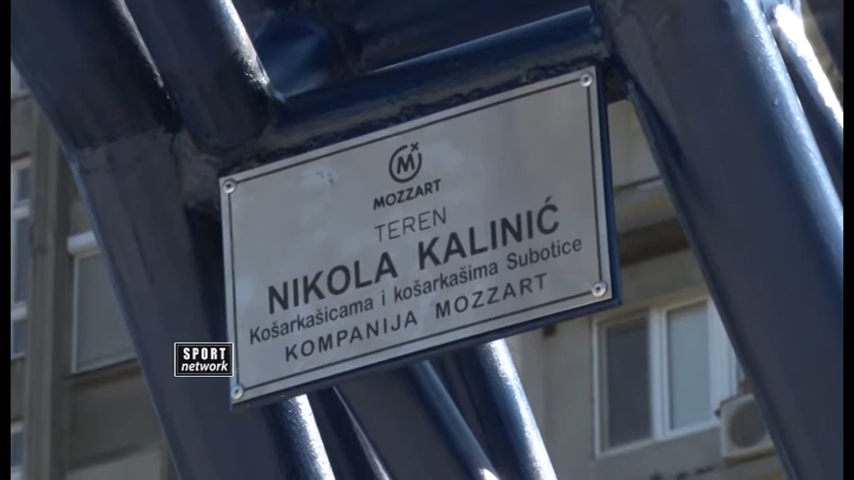 M
MOZZART
TEREN
NIKOLA KALINIĆ
Košarkašicama i košarkašima Subotice
KOMPANIJA MOZZART
SPORT
network